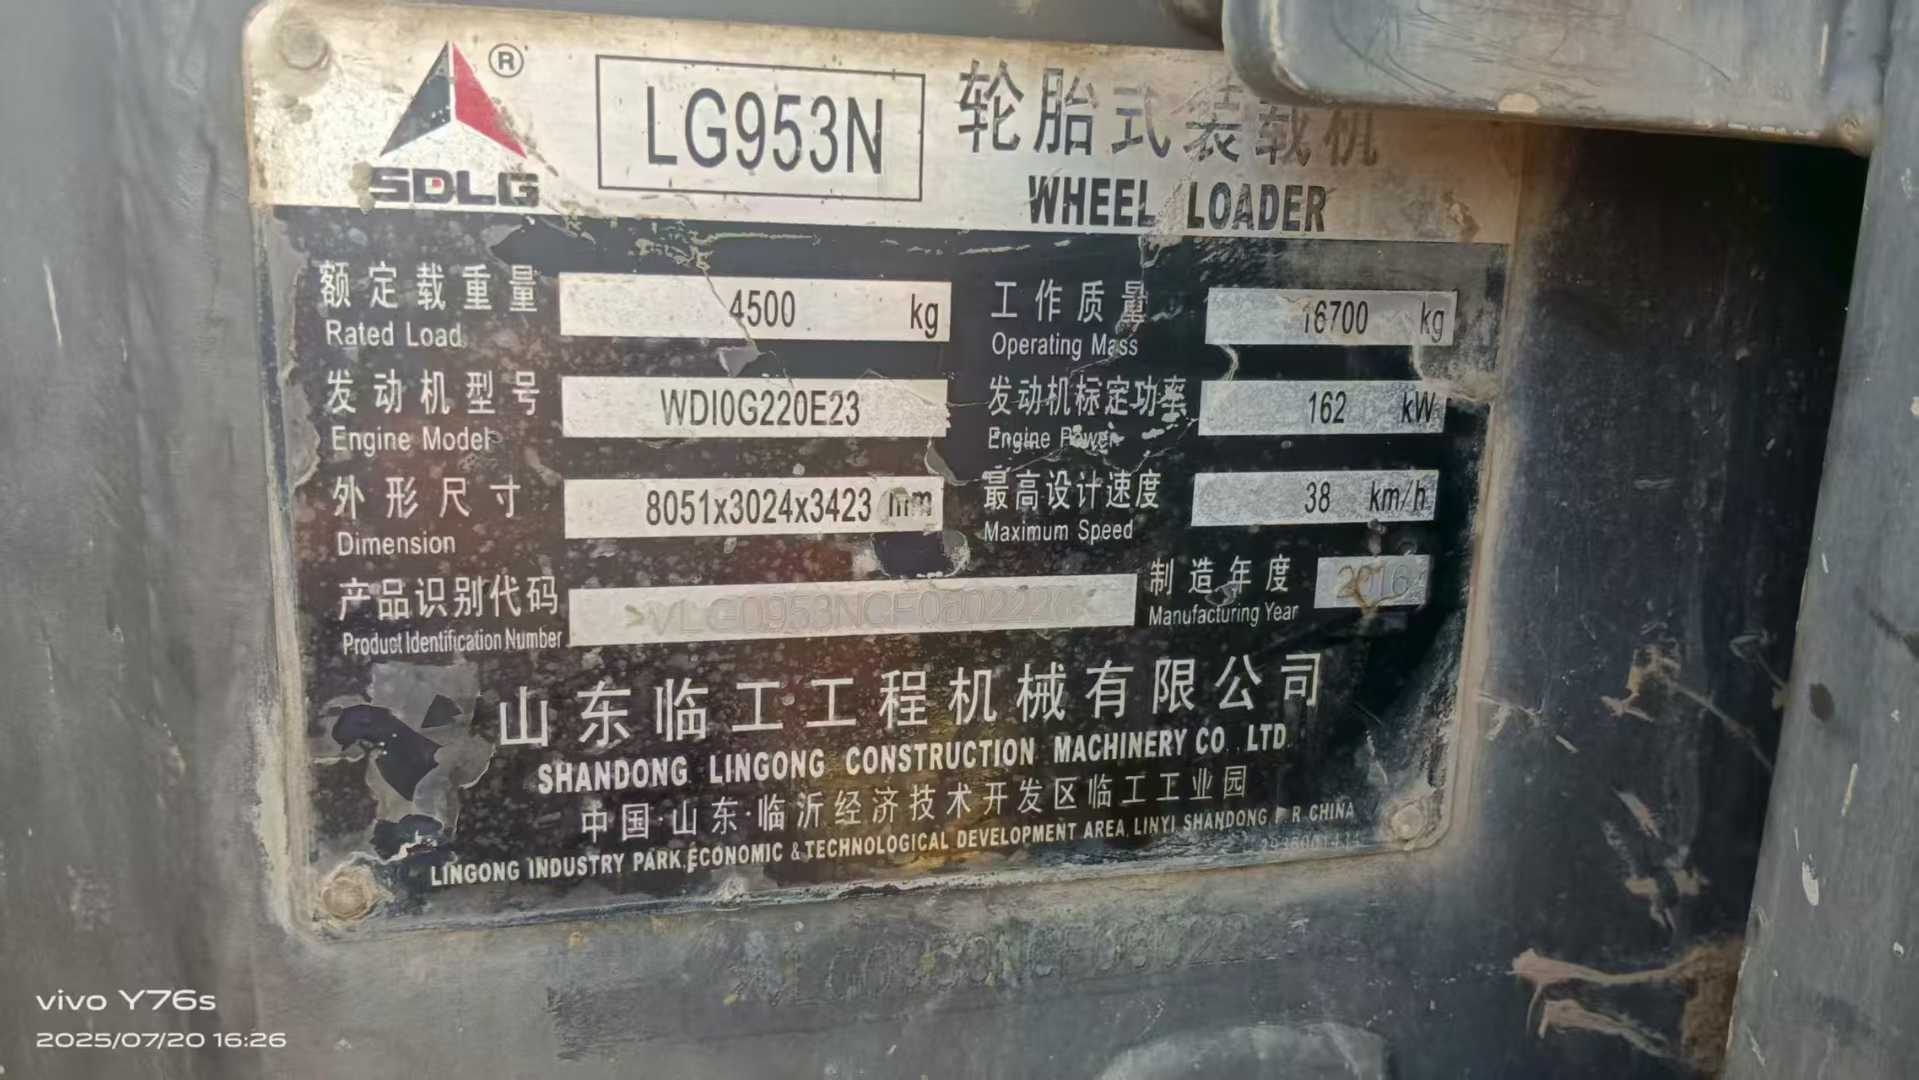 ®
SDLG
LG953N
轮胎式装载机
WHEEL LOADER
额定载重量 4500 kg 工作质量 16700 kg
Rated Load Operating Mass
发动机型号 WDI0G220E23 发动机标定功率 162 kW
Engine Model Engine Power
外形尺寸 8051x3024x3423 mm 最高设计速度 38 km/h
Dimension Maximum Speed
产品识别代码 制造年度 2016
Product Identification Number Manufacturing Year
山东临工工程机械有限公司
SHANDONG LINGONG CONSTRUCTION MACHINERY CO., LTD.
中国·山东·临沂经济技术开发区临工工业园
LINGONG INDUSTRY PARK, ECONOMIC & TECHNOLOGICAL DEVELOPMENT AREA, LINYI SHANDONG P R CHINA
vivo Y76s
2025/07/20 16:26